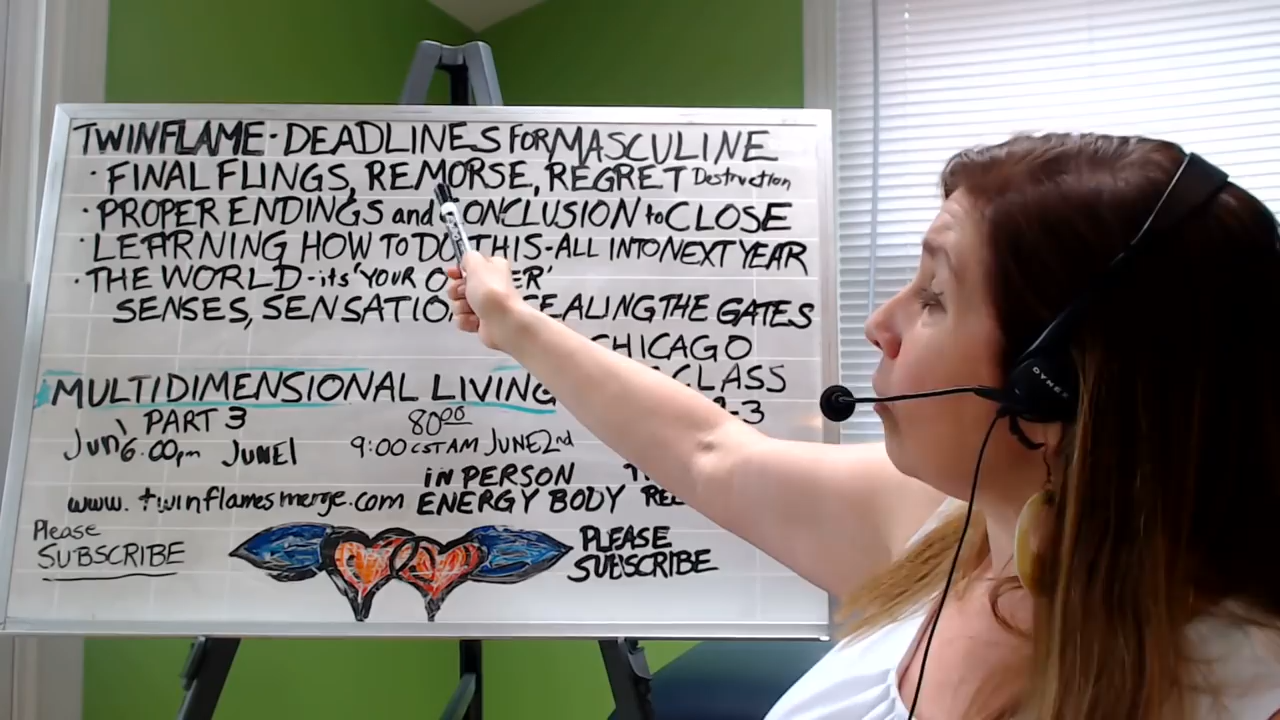 TWINFLAME - DEADLINES FOR MASCULINE
· FINAL FLINGS, REMORSE, REGRET Destruction
· PROPER ENDINGS and CONCLUSION to CLOSE
· LEARNING HOW TO DO THIS - ALL INTO NEXT YEAR
· THE WORLD - its 'YOUR
SENSES, SENSATIO EALING THE GATES
CHICAGO
MULTIDIMENSIONAL LIVING CLASS
PART 3 80⁰⁰ -3
6:00pm JUNE 1 9:00 CST AM JUNE 2nd
IN PERSON
www.twinflamesmerge.com ENERGY BODY
Please
SUBSCRIBE
PLEASE
SUBSCRIBE
DYNEX